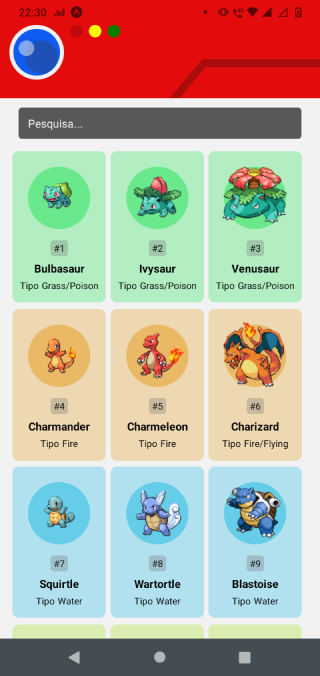 22:30
Pesquisa...
#1
#2
#3
Bulbasaur
Ivysaur
Venusaur
Tipo Grass/Poison
Tipo Grass/Poison
Tipo Grass/Poison
#4
#5
#6
Charmander
Charmeleon
Charizard
Tipo Fire
Tipo Fire
Tipo Fire/Flying
#7
#8
#9
Squirtle
Wartortle
Blastoise
Tipo Water
Tipo Water
Tipo Water